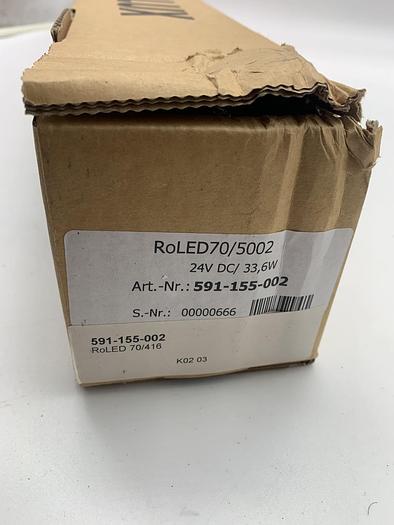 RoLED70/5002
24V DC/ 33,6W
Art.-Nr.: 591-155-002
S.-Nr.: 00000666
591-155-002
RoLED 70/416
K02 03